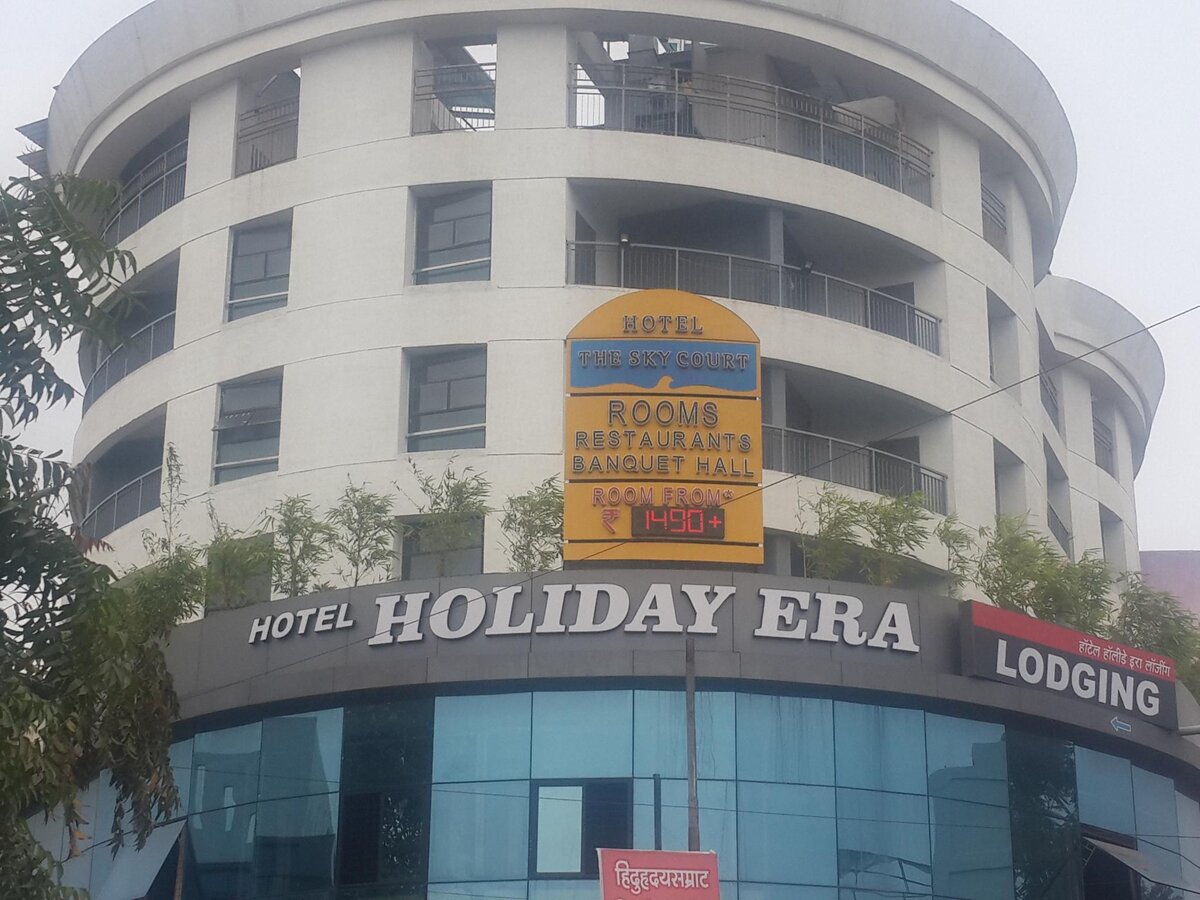 HOTEL
THE SKY COURT
ROOMS
RESTAURANTS
BANQUET HALL
ROOM FROM*
₹ 1490+
HOTEL HOLIDAY ERA
हॉटेल हॉलीडे इरा लॉजींग
LODGING
हिंदुहृदयसम्राट